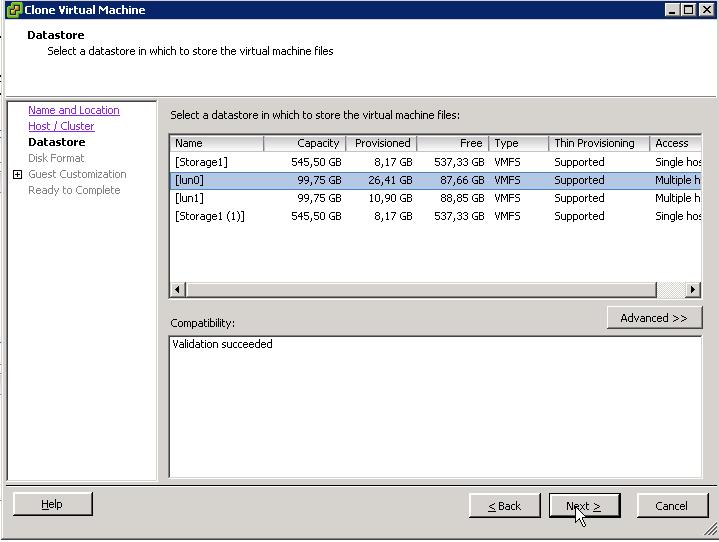 Clone Virtual Machine
Datastore
Select a datastore in which to store the virtual machine files
Name and Location
Host / Cluster
Datastore
Disk Format
Guest Customization
Ready to Complete
Select a datastore in which to store the virtual machine files:
Name Capacity Provisioned Free Type Thin Provisioning Access
[Storage1] 545,50 GB 8,17 GB 537,33 GB VMFS Supported Single hos
[lun0] 99,75 GB 26,41 GB 87,66 GB VMFS Supported Multiple h
[lun1] 99,75 GB 10,90 GB 88,85 GB VMFS Supported Multiple h
[Storage1 (1)] 545,50 GB 8,17 GB 537,33 GB VMFS Supported Single hos
Advanced >>
Compatibility:
Validation succeeded
Help
< Back
Next >
Cancel